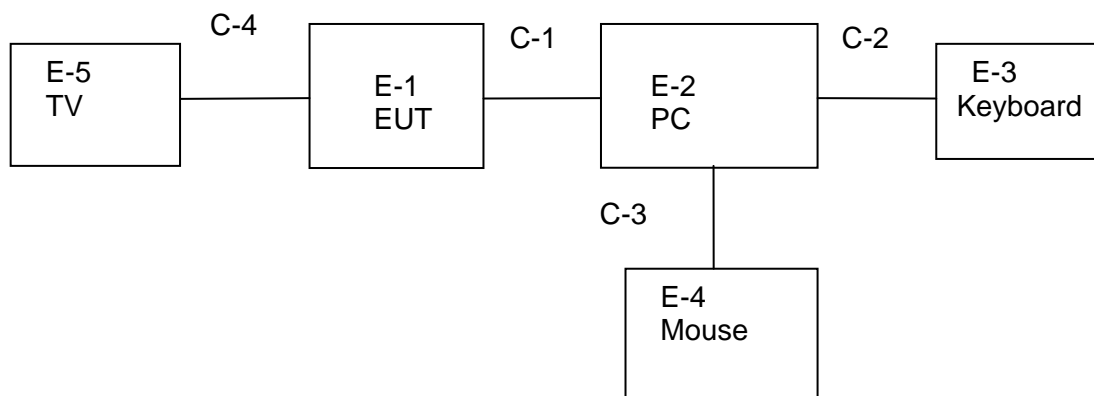 C-4
C-1
C-2
E-5
TV
E-1
EUT
E-2
PC
E-3
Keyboard
C-3
E-4
Mouse